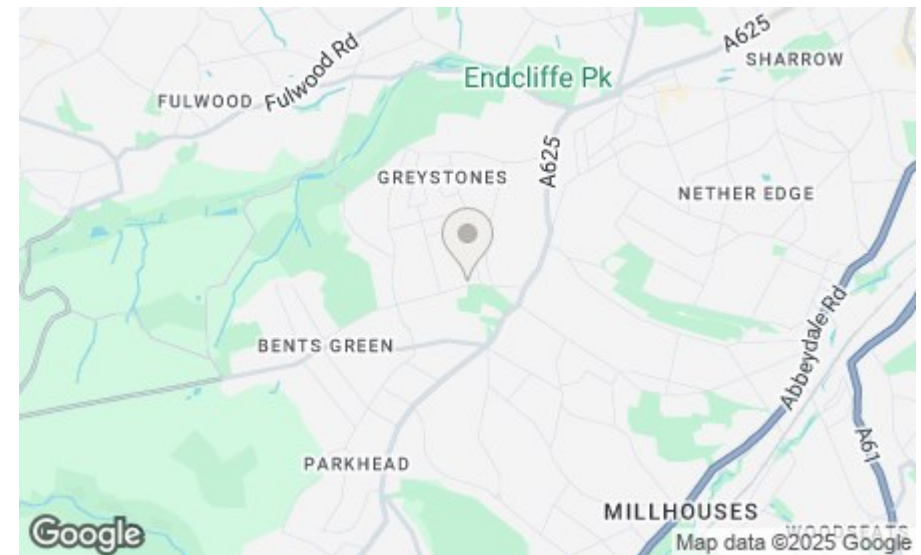 A625
SHARROW
Fulwood Rd
Endcliffe Pk
FULWOOD
A625
GREYSTONES
NETHER EDGE
BENTS GREEN
Abbeydale Rd
A61
PARKHEAD
MILLHOUSES
WOODSEATS
Google
Map data ©2025 Google